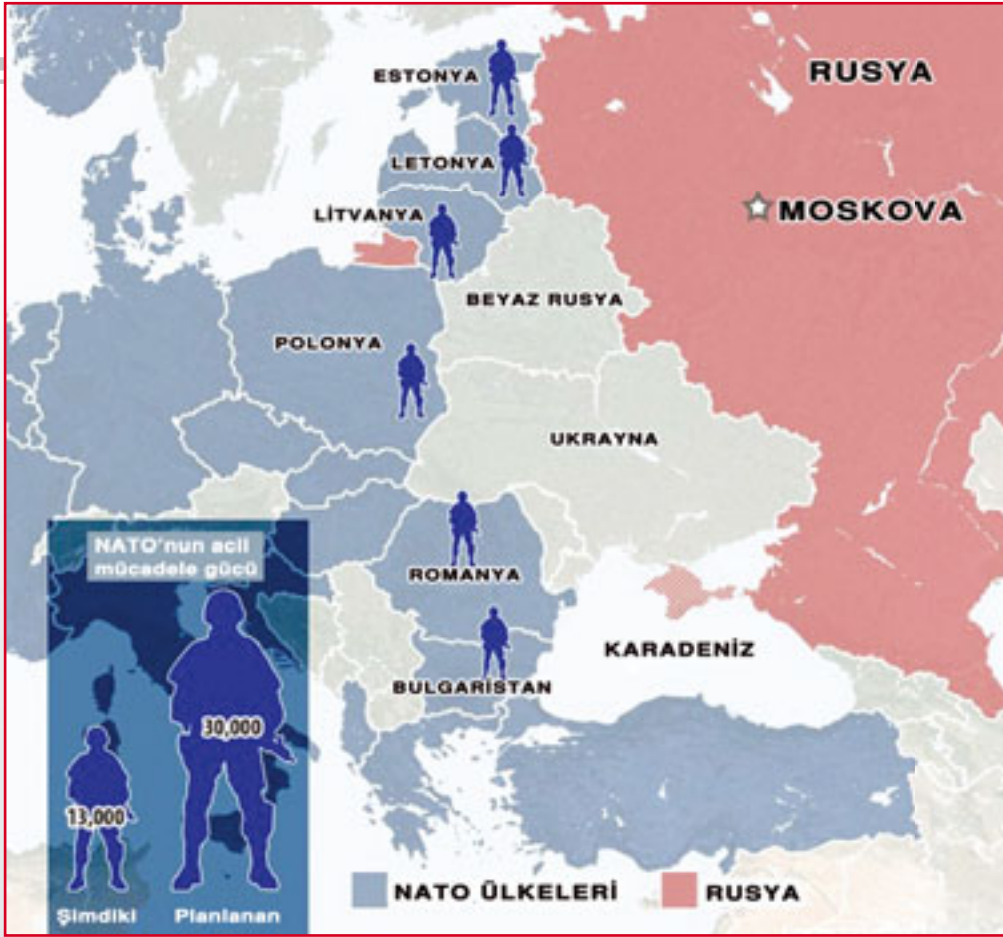 ESTONYA
RUSYA
LETONYA
MOSKOVA
LİTVANYA
BEYAZ RUSYA
POLONYA
UKRAYNA
NATO'nun acil
mücadele gücü
ROMANYA
KARADENİZ
BULGARİSTAN
30,000
13,000
Şimdiki
Planlanan
NATO ÜLKELERİ
RUSYA